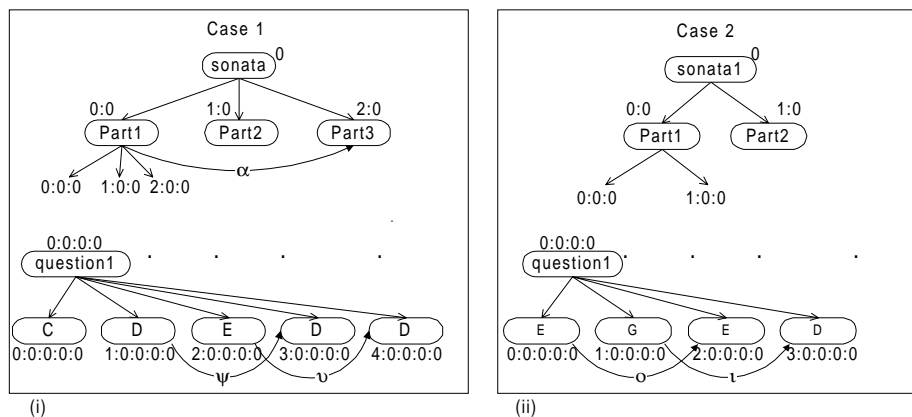 Case 1
sonata 0
0:0 1:0 2:0
Part1 Part2 Part3
α
0:0:0 1:0:0 2:0:0
0:0:0:0
question1
C D E D D
0:0:0:0:0 1:0:0:0:0 2:0:0:0:0 3:0:0:0:0 4:0:0:0:0
ψ υ
(i)
Case 2
0
sonata1
0:0 1:0
Part1 Part2
0:0:0 1:0:0
0:0:0:0
question1
E G E D
0:0:0:0:0 1:0:0:0:0 2:0:0:0:0 3:0:0:0:0
ο ι
(ii)